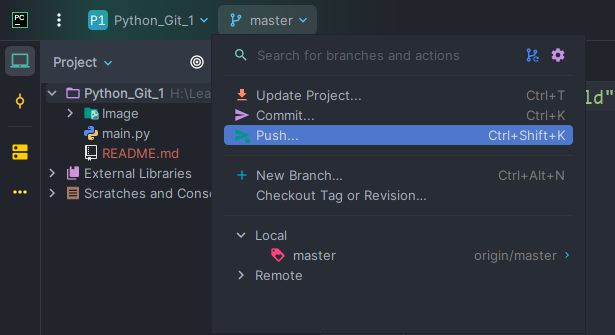 PC
P1 Python_Git_1 master
Project
Search for branches and actions
Python_Git_1 H:\Lea
Image
main.py
README.md
External Libraries
Scratches and Cons
Update Project... Ctrl+T
Commit... Ctrl+K
Push... Ctrl+Shift+K
New Branch... Ctrl+Alt+N
Checkout Tag or Revision...
Local
master origin/master
Remote
ld"